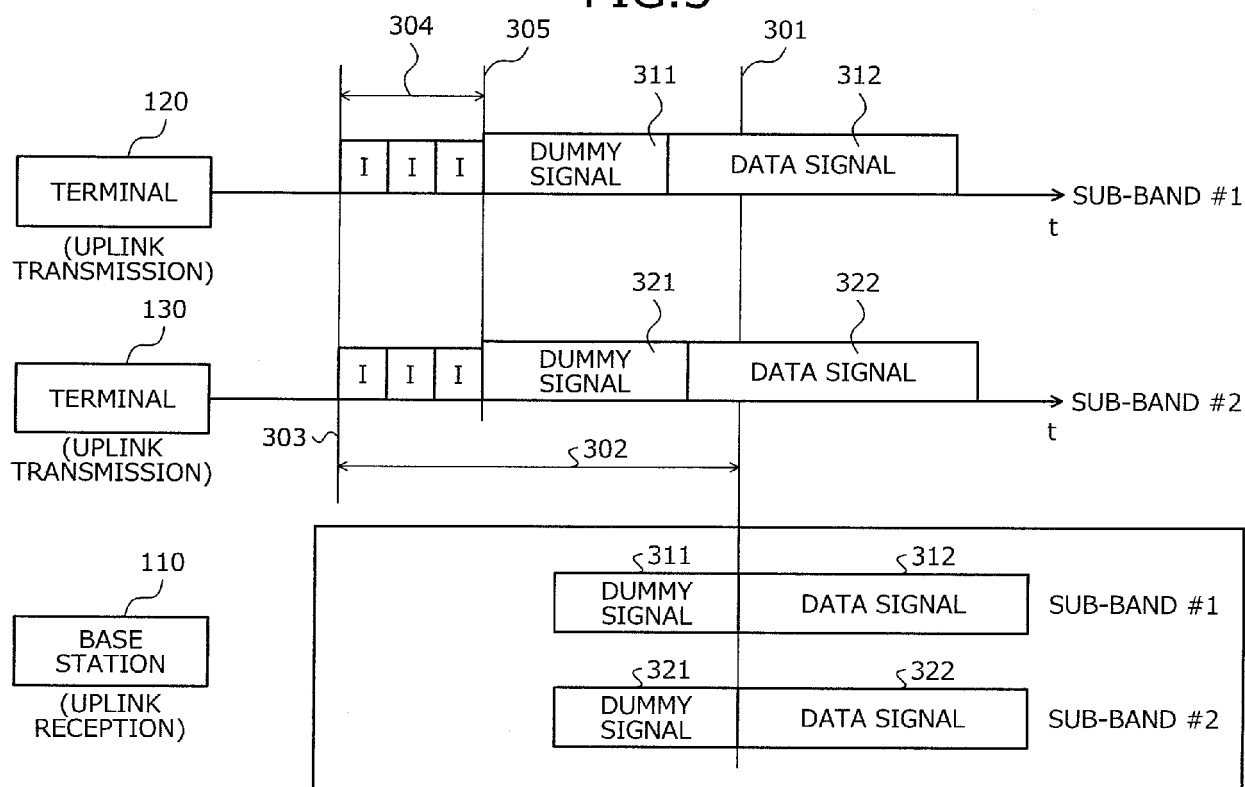 304
305
301
311
312
120
I I I
DUMMY
SIGNAL
DATA SIGNAL
TERMINAL
SUB-BAND #1
t
(UPLINK
TRANSMISSION)
321
322
130
I I I
DUMMY
SIGNAL
DATA SIGNAL
TERMINAL
SUB-BAND #2
t
303
302
(UPLINK
TRANSMISSION)
110
311
312
DUMMY
SIGNAL
DATA SIGNAL
SUB-BAND #1
BASE
STATION
321
322
(UPLINK
RECEPTION)
DUMMY
SIGNAL
DATA SIGNAL
SUB-BAND #2